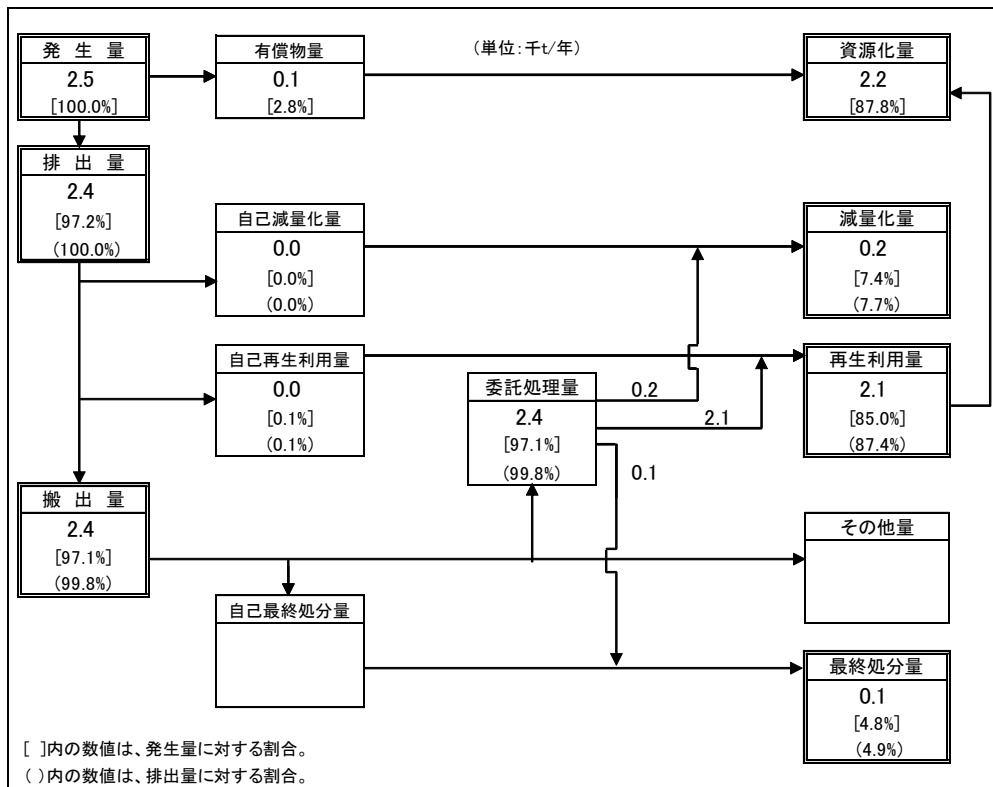 発 生 量
2.5
[100.0%]
有償物量
0.1
[2.8%]
(単位:千t/年)
資源化量
2.2
[87.8%]
排 出 量
2.4
[97.2%]
(100.0%)
自己減量化量
0.0
[0.0%]
(0.0%)
減量化量
0.2
[7.4%]
(7.7%)
自己再生利用量
0.0
[0.1%]
(0.1%)
委託処理量
2.4
[97.1%]
(99.8%)
0.2
2.1
0.1
再生利用量
2.1
[85.0%]
(87.4%)
搬 出 量
2.4
[97.1%]
(99.8%)
その他量
自己最終処分量
最終処分量
0.1
[4.8%]
(4.9%)
[ ]内の数値は、発生量に対する割合。
( )内の数値は、排出量に対する割合。